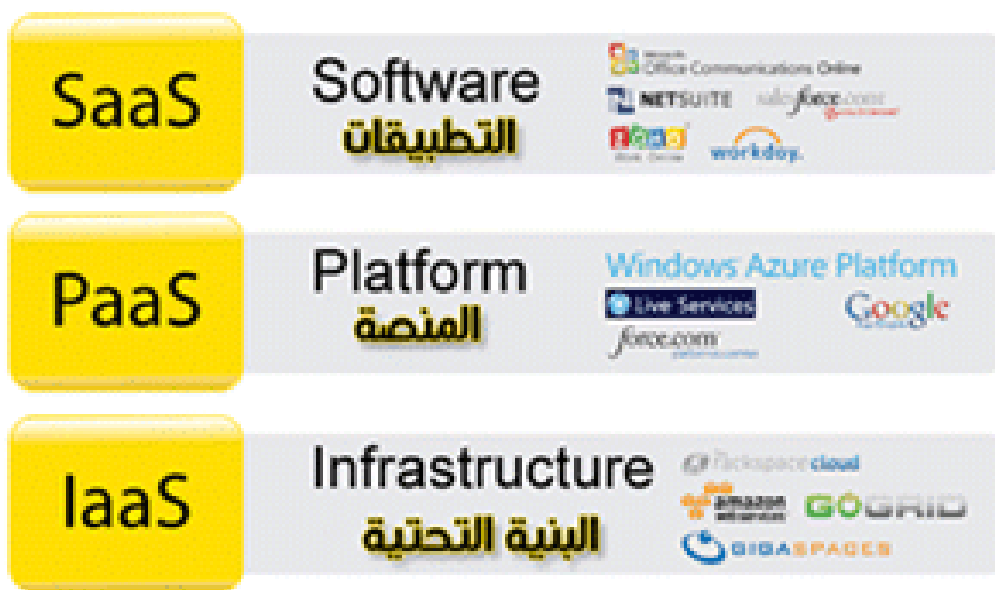 SaaS
Software
التطبيقات
Office Communications Online
NETSUITE
salesforce.com
workday.
PaaS
Platform
المنصة
Windows Azure Platform
Live Services
Google
force.com
IaaS
Infrastructure
البنية التحتية
rackspace cloud
amazon
webservices
GOGRID
GIGASPACES